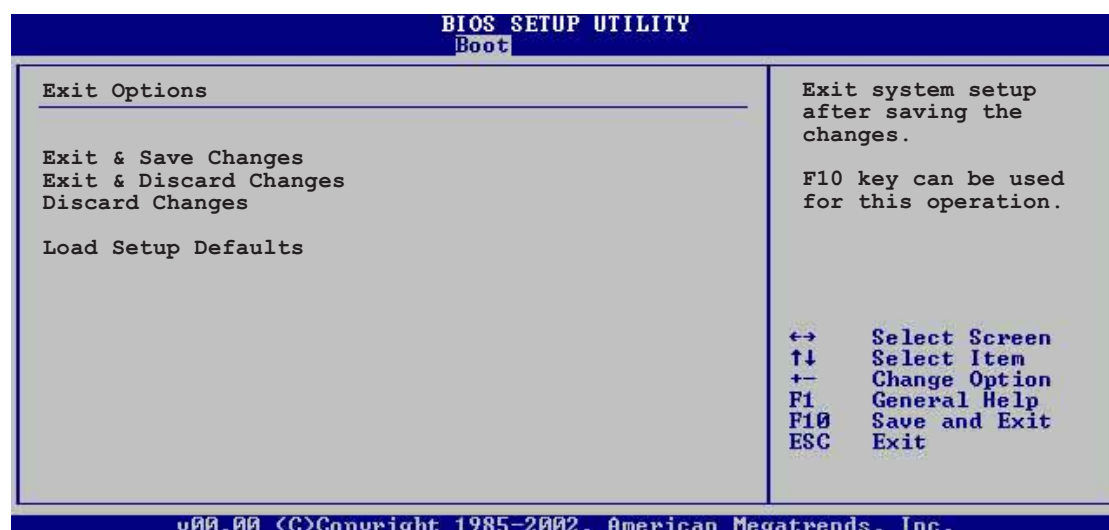 BIOS SETUP UTILITY
Boot
Exit Options
Exit & Save Changes
Exit & Discard Changes
Discard Changes
Load Setup Defaults
Exit system setup
after saving the
changes.
F10 key can be used
for this operation.
↔ Select Screen
↑↓ Select Item
+- Change Option
F1 General Help
F10 Save and Exit
ESC Exit
v00.00 (C)Copyright 1985-2002, American Megatrends, Inc.